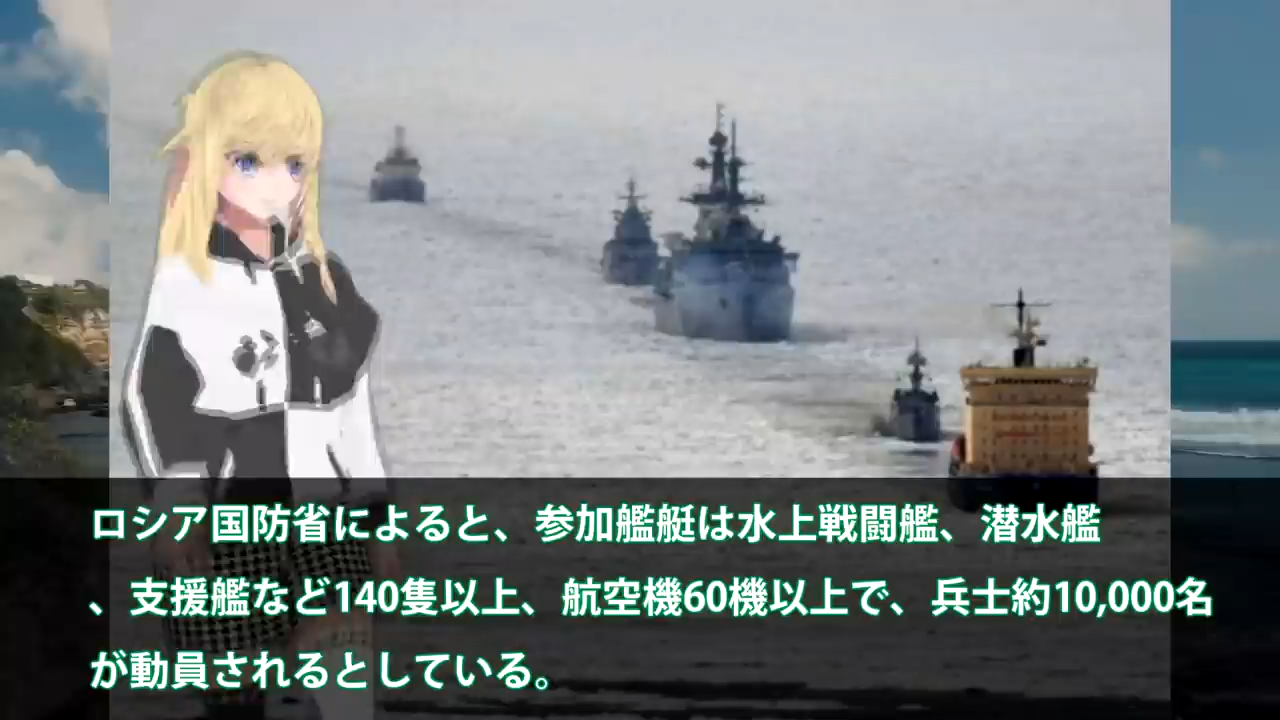 ロシア国防省によると、参加艦艇は水上戦闘艦、潜水艦
、支援艦など140隻以上、航空機60機以上で、兵士約10,000名
が動員されるとしている。